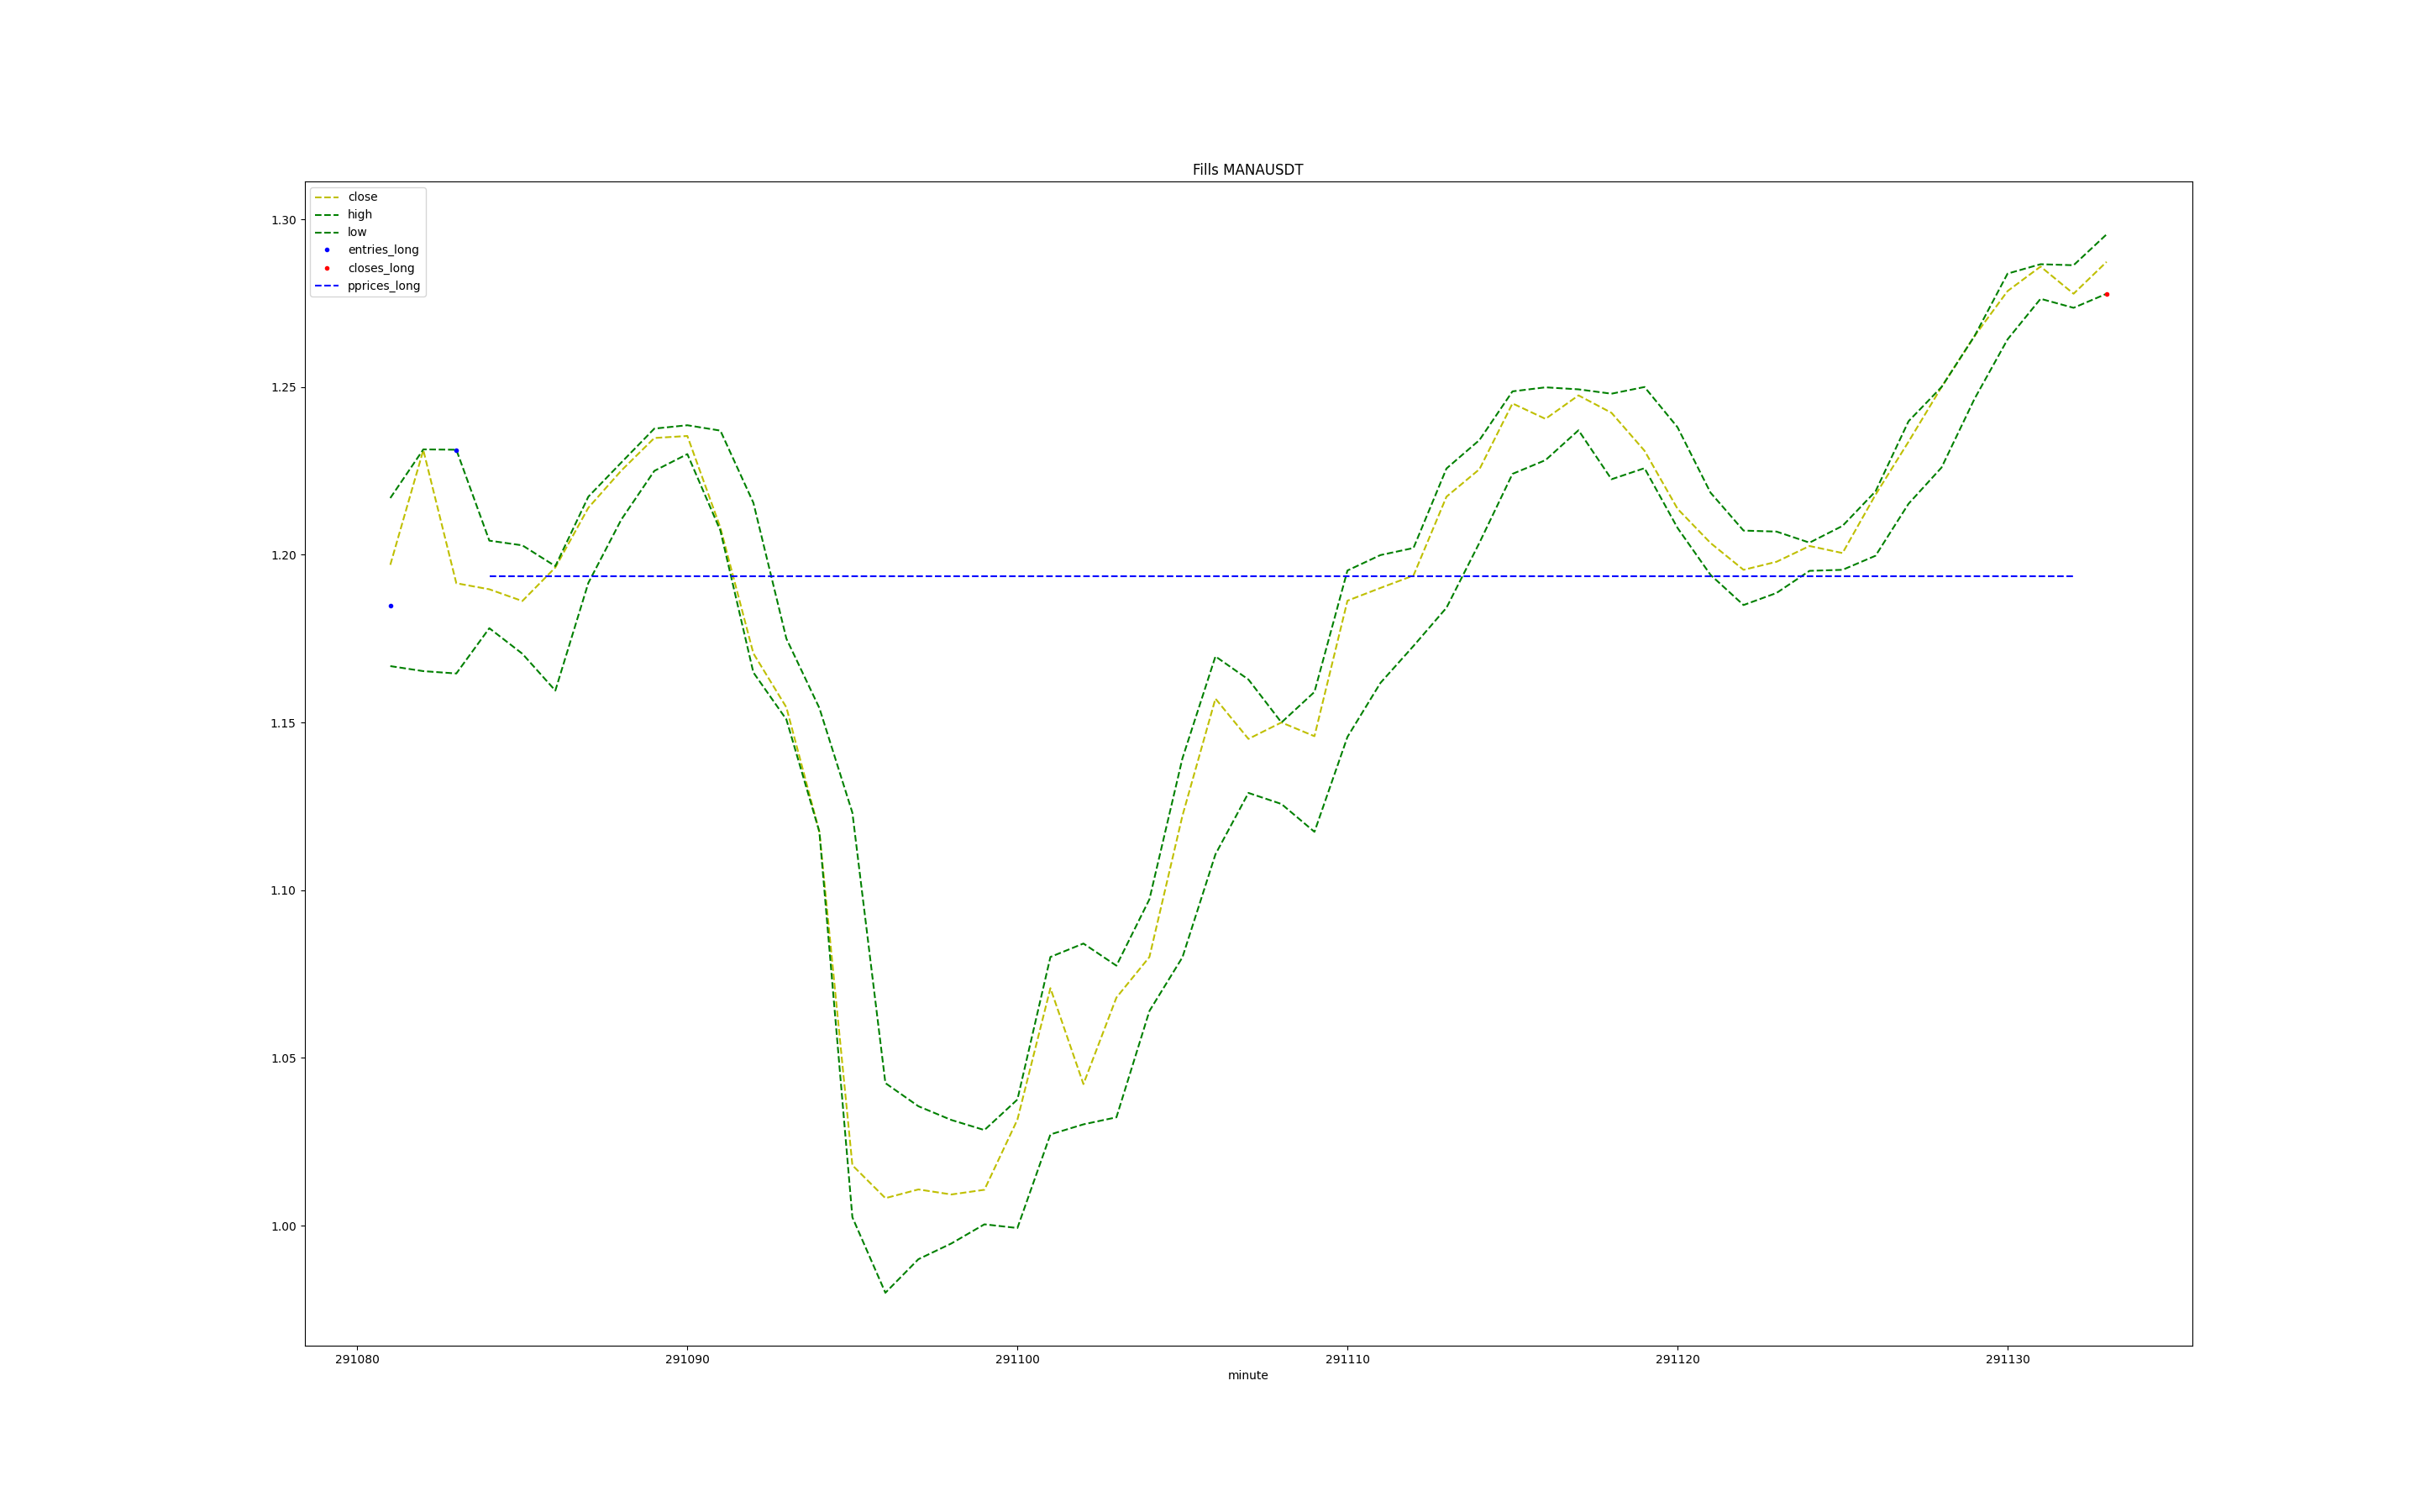 Fills MANAUSDT
close
high
low
entries_long
closes_long
pprices_long
1.30
1.25
1.20
1.15
1.10
1.05
1.00
291080 291090 291100 291110 291120 291130
minute